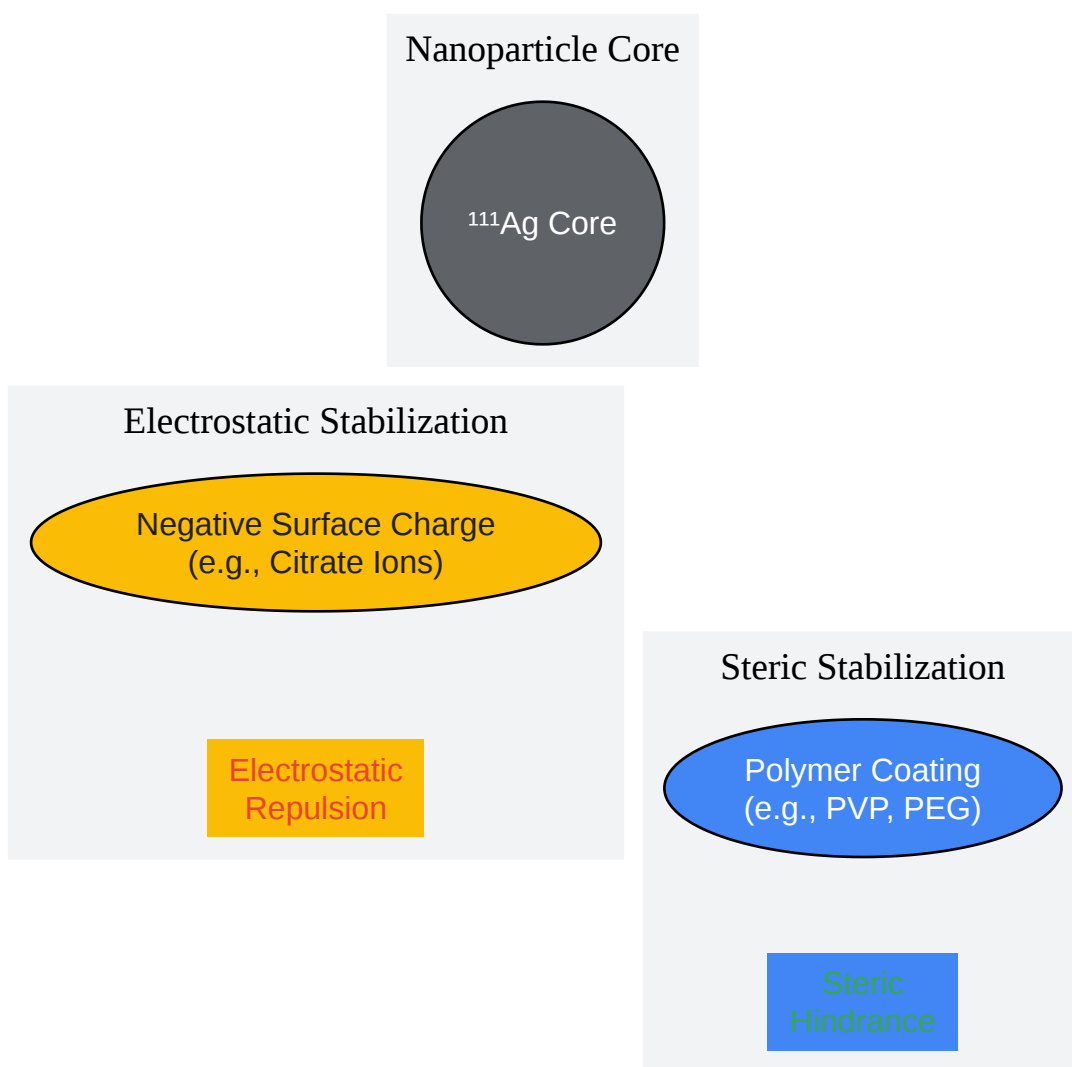 Nanoparticle Core
¹¹¹Ag Core
Electrostatic Stabilization
Negative Surface Charge
(e.g., Citrate Ions)
Electrostatic
Repulsion
Steric Stabilization
Polymer Coating
(e.g., PVP, PEG)
Steric
Hindrance